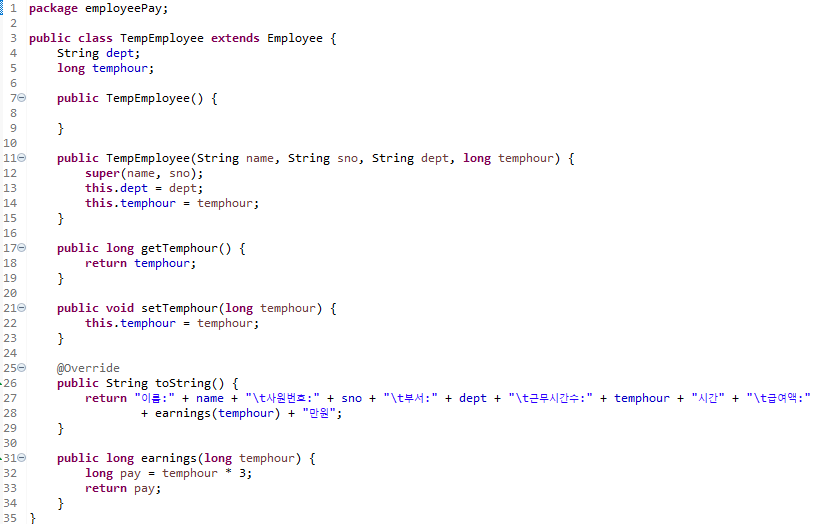 1 package employeePay;
2
3 public class TempEmployee extends Employee {
4     String dept;
5     long temphour;
6
7     public TempEmployee() {
8
9     }
10
11     public TempEmployee(String name, String sno, String dept, long temphour) {
12         super(name, sno);
13         this.dept = dept;
14         this.temphour = temphour;
15     }
16
17     public long getTemphour() {
18         return temphour;
19     }
20
21     public void setTemphour(long temphour) {
22         this.temphour = temphour;
23     }
24
25     @Override
26     public String toString() {
27         return "이름:" + name + "\t사원번호:" + sno + "\t부서:" + dept + "\t근무시간수:" + temphour + "시간" + "\t급여액:"
28                 + earnings(temphour) + "만원";
29     }
30
31     public long earnings(long temphour) {
32         long pay = temphour * 3;
33         return pay;
34     }
35 }